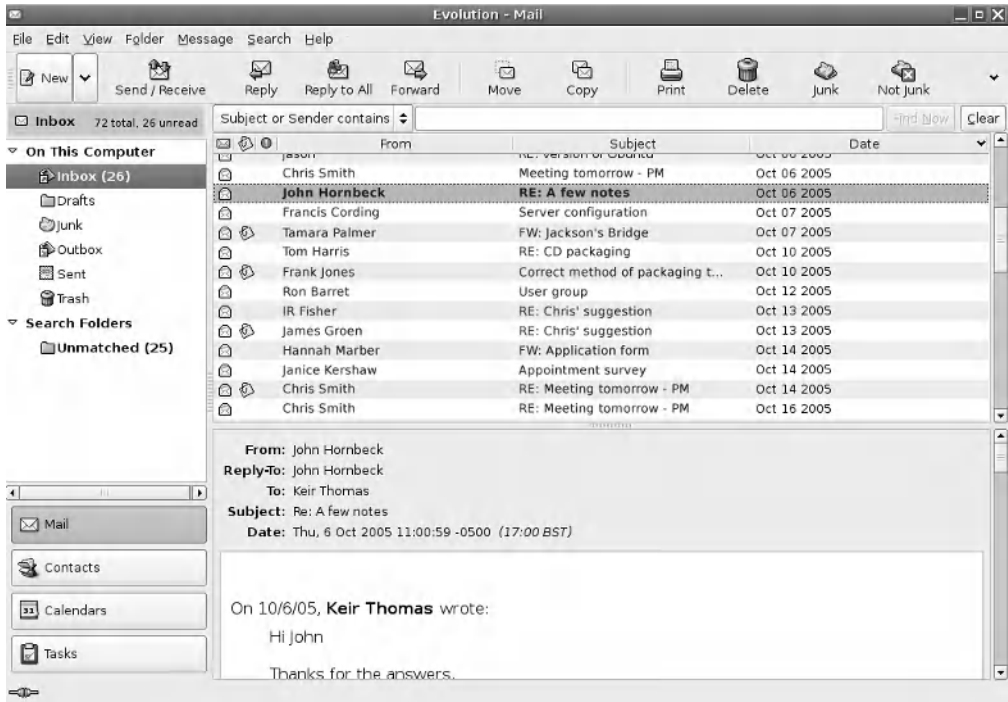 Evolution - Mail
File Edit View Folder Message Search Help
New Send / Receive Reply Reply to All Forward Move Copy Print Delete Junk Not Junk
Inbox 72 total, 26 unread
Subject or Sender contains Find Now Clear
From Subject Date
On This Computer
Inbox (26)
Drafts
Junk
Outbox
Sent
Trash
Search Folders
Unmatched (25)
Mail
Contacts
Calendars
31
Tasks
Jason RE: Version of Ubuntu Oct 06 2005
Chris Smith Meeting tomorrow - PM Oct 06 2005
John Hornbeck RE: A few notes Oct 06 2005
Francis Cording Server configuration Oct 07 2005
Tamara Palmer FW: Jackson's Bridge Oct 07 2005
Tom Harris RE: CD packaging Oct 10 2005
Frank Jones Correct method of packaging t... Oct 10 2005
Ron Barret User group Oct 12 2005
IR Fisher RE: Chris' suggestion Oct 13 2005
James Groen RE: Chris' suggestion Oct 13 2005
Hannah Marber FW: Application form Oct 14 2005
Janice Kershaw Appointment survey Oct 14 2005
Chris Smith RE: Meeting tomorrow - PM Oct 14 2005
Chris Smith RE: Meeting tomorrow - PM Oct 16 2005
From: John Hornbeck
Reply-To: John Hornbeck
To: Keir Thomas
Subject: Re: A few notes
Date: Thu, 6 Oct 2005 11:00:59 -0500 (17:00 BST)
On 10/6/05, Keir Thomas wrote:
Hi John
Thanks for the answers.